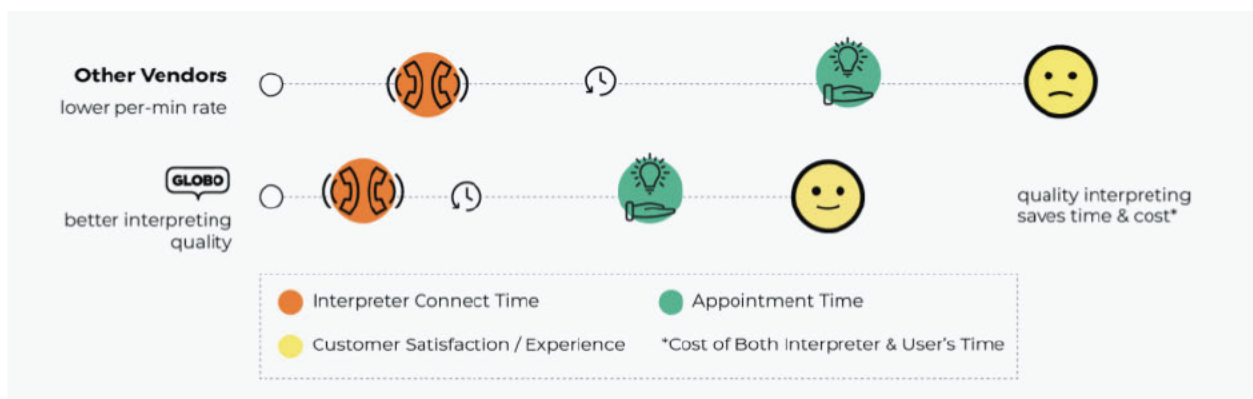 Other Vendors
lower per-min rate
GLOBO
better interpreting
quality
quality interpreting
saves time & cost*
Interpreter Connect Time
Appointment Time
Customer Satisfaction / Experience
*Cost of Both Interpreter & User's Time